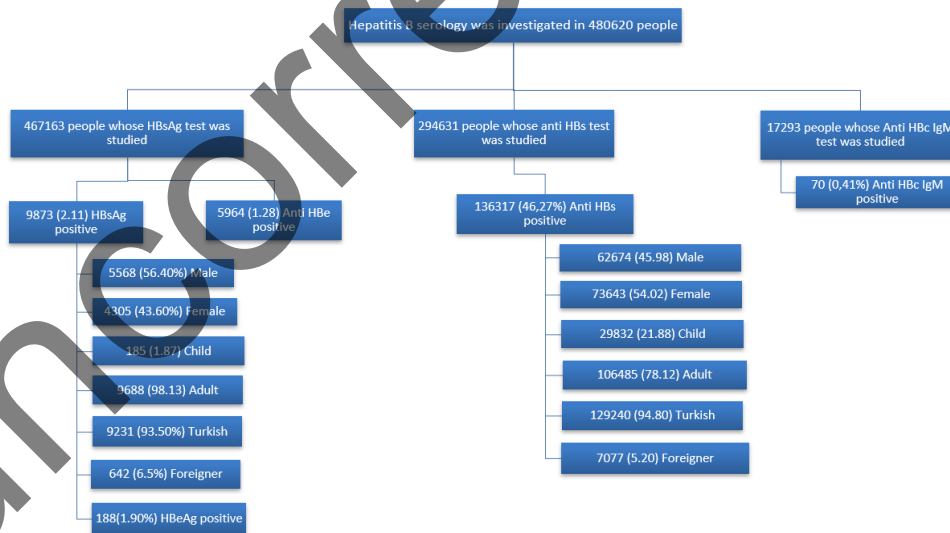 Hepatitis B serology was investigated in 480620 people
467163 people whose HBsAg test was
studied
294631 people whose anti HBs test
was studied
17293 people whose Anti HBc IgM
test was studied
9873 (2.11) HBsAg
positive
5964 (1.28) Anti HBe
positive
136317 (46,27%) Anti HBs
positive
70 (0,41%) Anti HBc IgM
positive
5568 (56.40%) Male
4305 (43.60%) Female
185 (1.87) Child
9688 (98.13) Adult
9231 (93.50%) Turkish
642 (6.5%) Foreigner
188(1.90%) HBeAg positive
62674 (45.98) Male
73643 (54.02) Female
29832 (21.88) Child
106485 (78.12) Adult
129240 (94.80) Turkish
7077 (5.20) Foreigner
uncorre